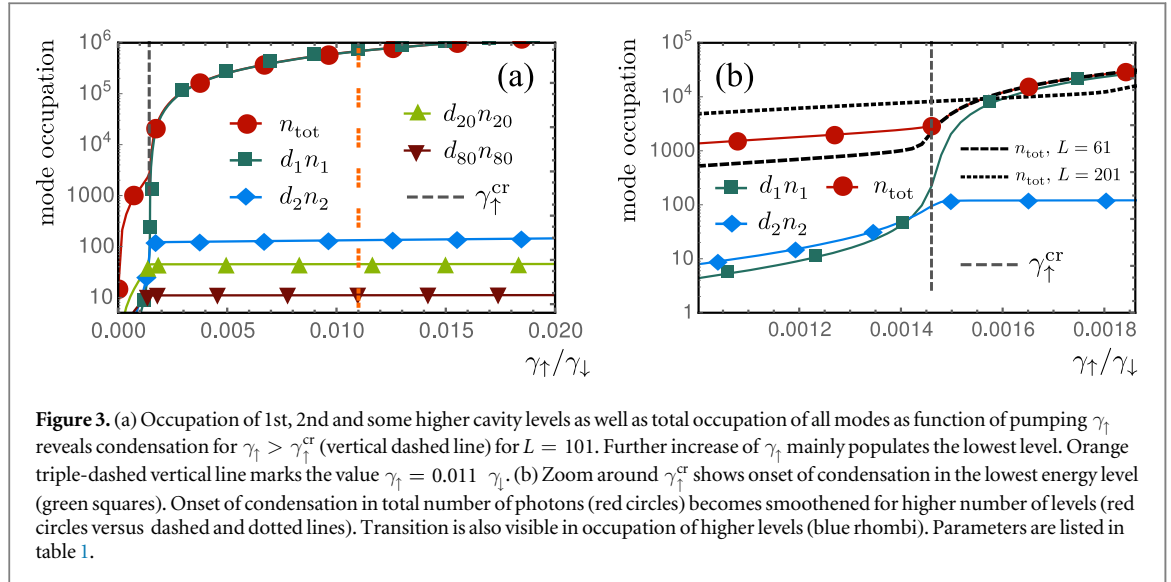 mode occupation
10^6
10^5
10^4
1000
100
10
(a)
n_tot
d_1n_1
d_2n_2
d_20n_20
d_80n_80
γ_↑^cr
0.000 0.005 0.010 0.015 0.020
γ_↑/γ_↓
mode occupation
10^5
10^4
1000
100
10
1
(b)
n_tot, L = 61
n_tot, L = 201
d_1n_1 n_tot
d_2n_2
γ_↑^cr
0.0012 0.0014 0.0016 0.0018
γ_↑/γ_↓
Figure 3. (a) Occupation of 1st, 2nd and some higher cavity levels as well as total occupation of all modes as function of pumping γ_↑
reveals condensation for γ_↑ > γ_↑^cr (vertical dashed line) for L = 101. Further increase of γ_↑ mainly populates the lowest level. Orange
triple-dashed vertical line marks the value γ_↑ = 0.011 γ_↓. (b) Zoom around γ_↑^cr shows onset of condensation in the lowest energy level
(green squares). Onset of condensation in total number of photons (red circles) becomes smoothened for higher number of levels (red
circles versus dashed and dotted lines). Transition is also visible in occupation of higher levels (blue rhombi). Parameters are listed in
table 1.